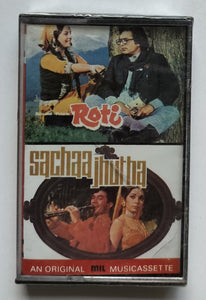 Roti
sachaa
jhutha
AN ORIGINAL mil MUSICASSETTE